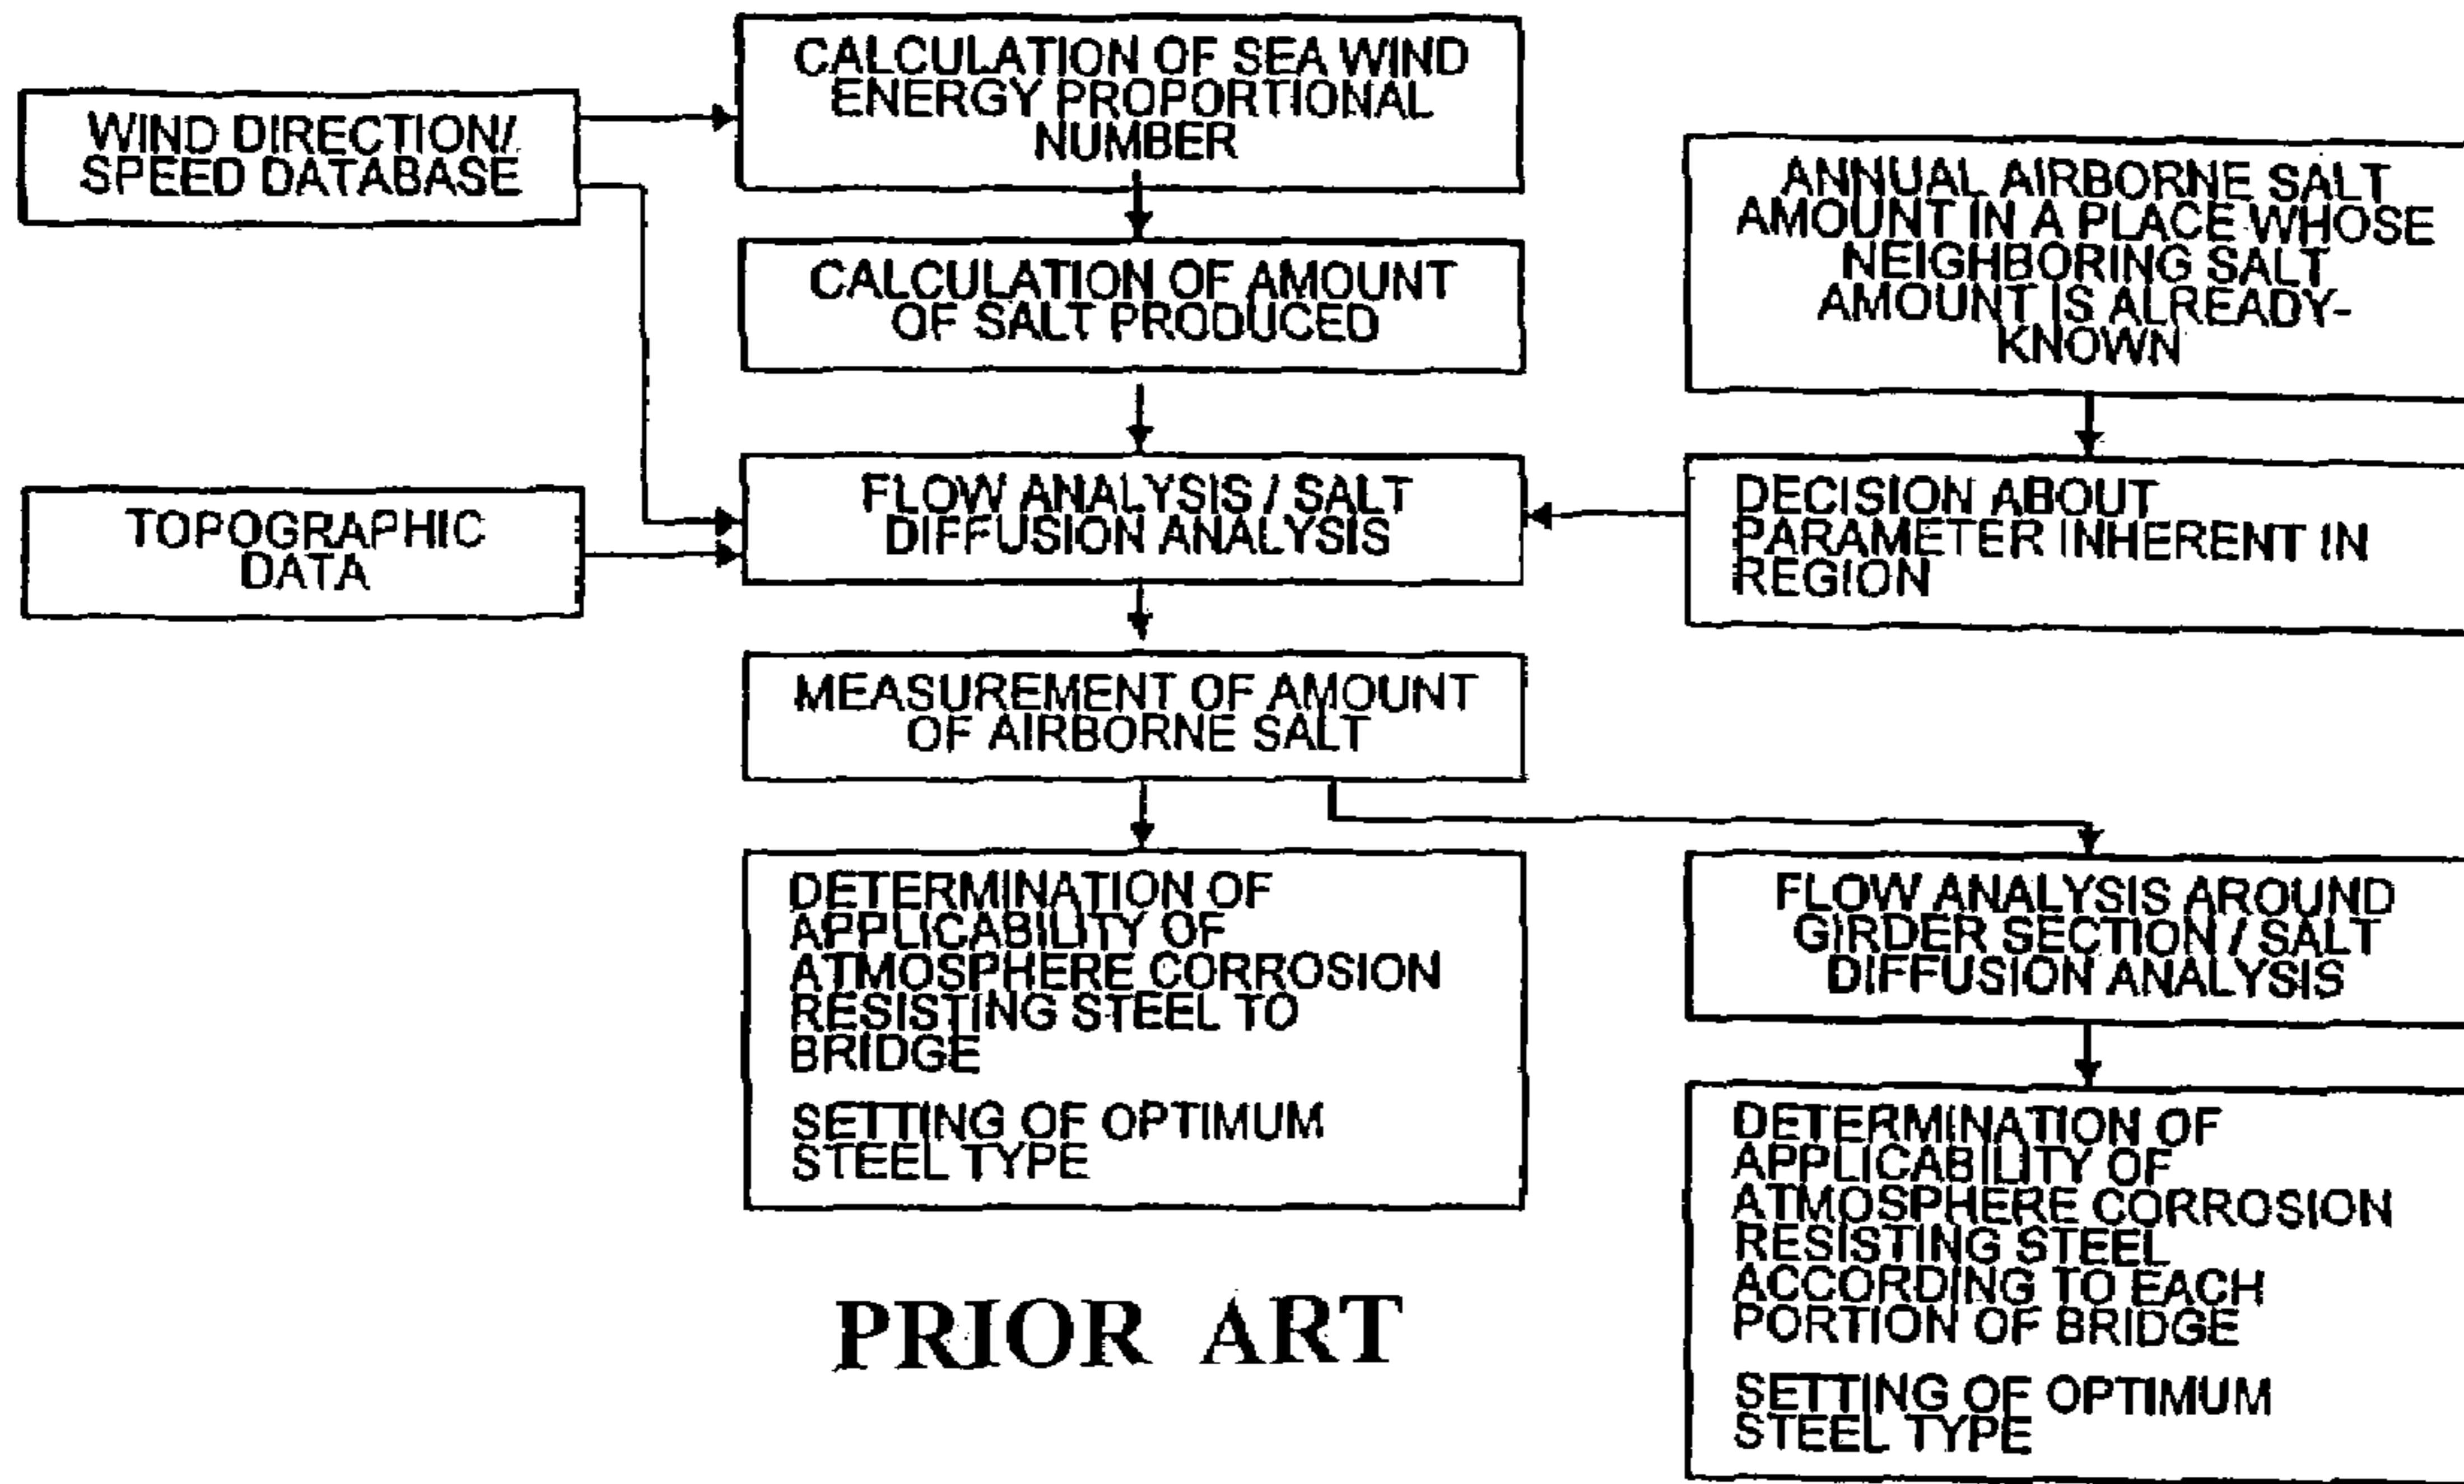 CALCULATION OF SEA WIND
ENERGY PROPORTIONAL
NUMBER
WIND DIRECTION/
SPEED DATABASE
ANNUAL AIRBORNE SALT
AMOUNT IN A PLACE WHOSE
NEIGHBORING SALT
AMOUNT IS ALREADY-
KNOWN
CALCULATION OF AMOUNT
OF SALT PRODUCED
FLOW ANALYSIS / SALT
DIFFUSION ANALYSIS
DECISION ABOUT
PARAMETER INHERENT IN
REGION
TOPOGRAPHIC
DATA
MEASUREMENT OF AMOUNT
OF AIRBORNE SALT
DETERMINATION OF
APPLICABILITY OF
ATMOSPHERE CORROSION
RESISTING STEEL TO
BRIDGE
SETTING OF OPTIMUM
STEEL TYPE
FLOW ANALYSIS AROUND
GIRDER SECTION / SALT
DIFFUSION ANALYSIS
DETERMINATION OF
APPLICABILITY OF
ATMOSPHERE CORROSION
RESISTING STEEL
ACCORDING TO EACH
PORTION OF BRIDGE
SETTING OF OPTIMUM
STEEL TYPE
PRIOR ART